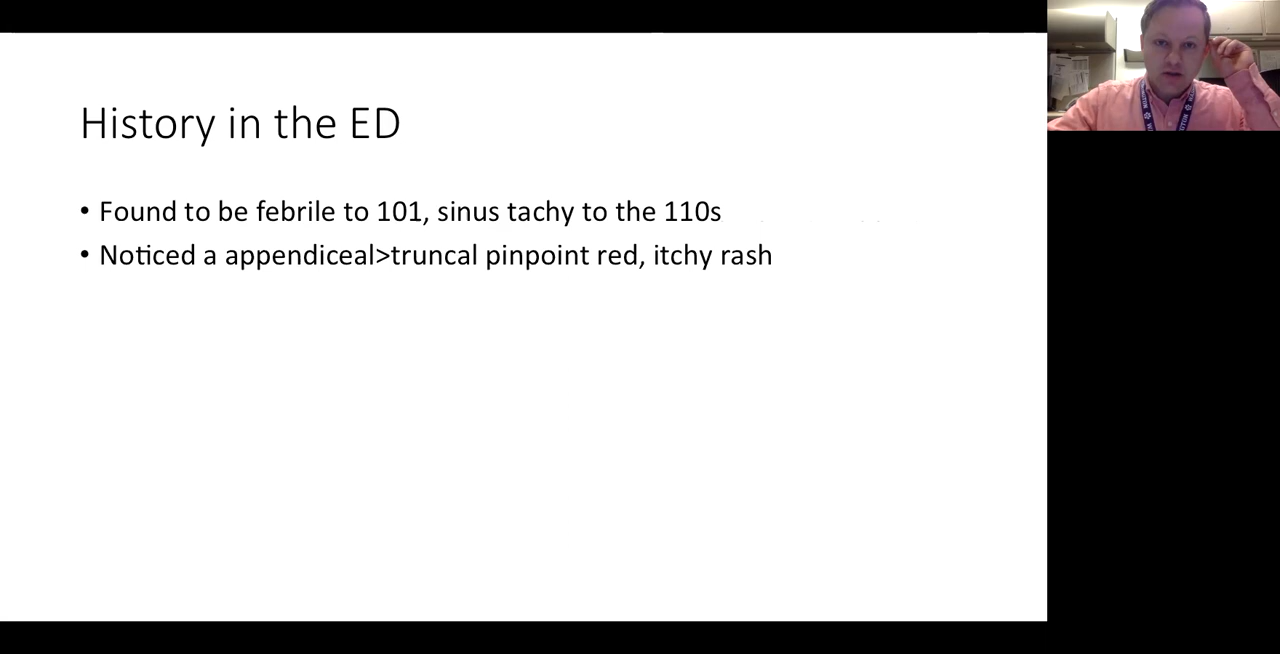 History in the ED
• Found to be febrile to 101, sinus tachy to the 110s
• Noticed a appendiceal>truncal pinpoint red, itchy rash